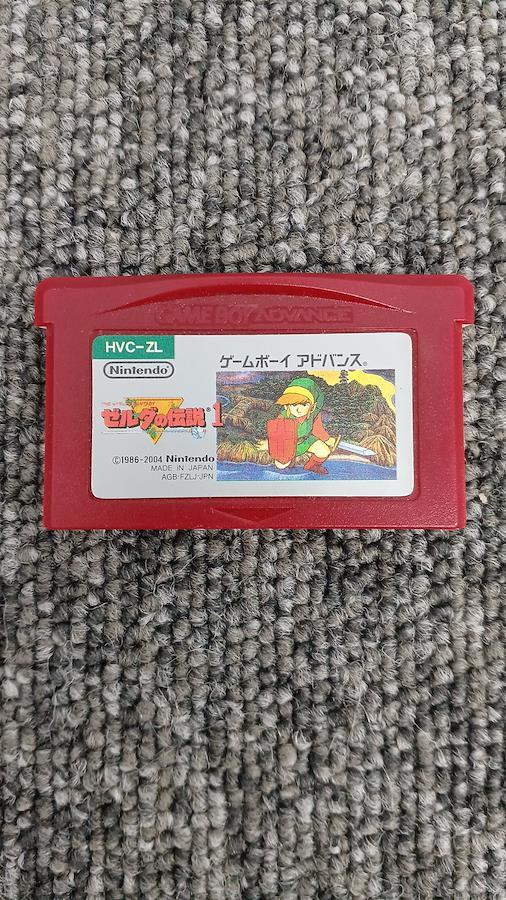 GAME BOY ADVANCE
HVC-ZL
Nintendo
ゲームボーイ アドバンス®
ゼルダの伝説®1
©1986-2004 Nintendo
MADE IN JAPAN
AGB-FZLJ-JPN